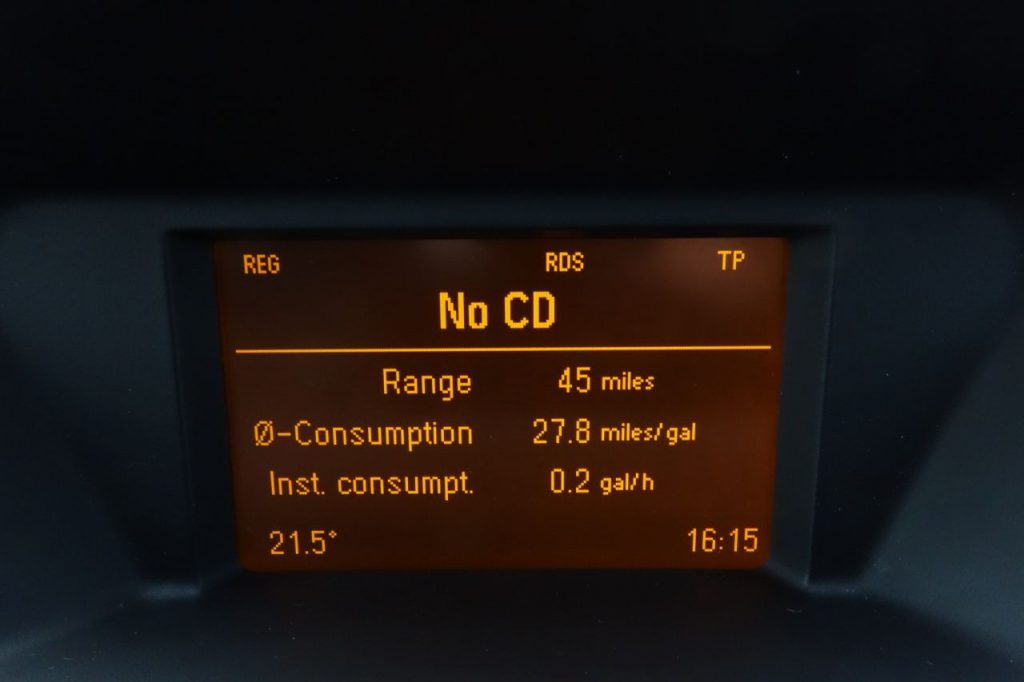 REG RDS TP
No CD
Range 45 miles
Ø-Consumption 27.8 miles/gal
Inst. consumpt. 0.2 gal/h
21.5° 16:15